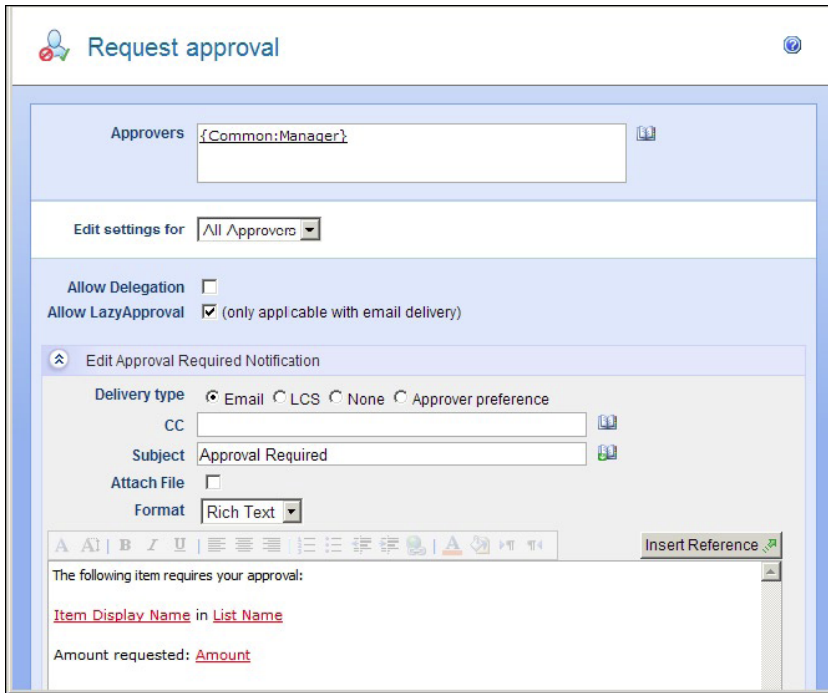 Request approval
Approvers {Common:Manager}
Edit settings for All Approvers
Allow Delegation
Allow LazyApproval (only applicable with email delivery)
Edit Approval Required Notification
Delivery type Email LCS None Approver preference
CC
Subject Approval Required
Attach File
Format Rich Text
A A B I U A
Insert Reference
The following item requires your approval:
Item Display Name in List Name
Amount requested: Amount